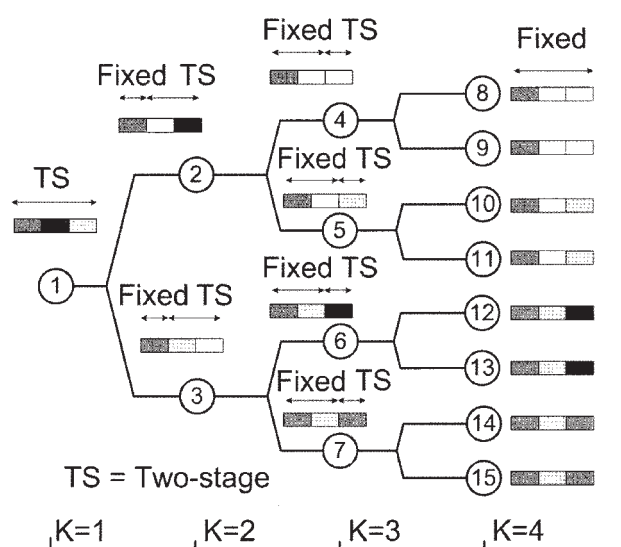 Fixed TS
Fixed
Fixed TS
8
4
9
TS
2
Fixed TS
10
5
11
1
Fixed TS
Fixed TS
12
6
13
3
Fixed TS
14
7
TS = Two-stage
15
K=1
K=2
K=3
K=4